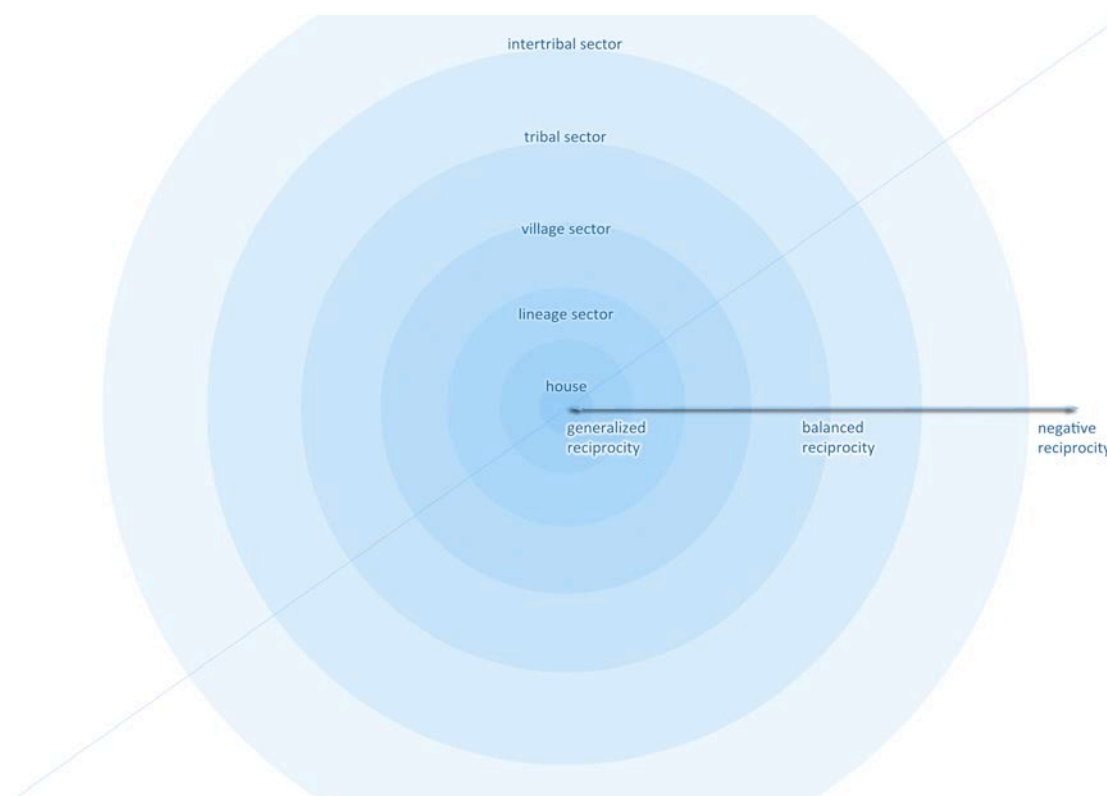 intertribal sector
tribal sector
village sector
lineage sector
house
generalized
reciprocity
balanced
reciprocity
negative
reciprocity